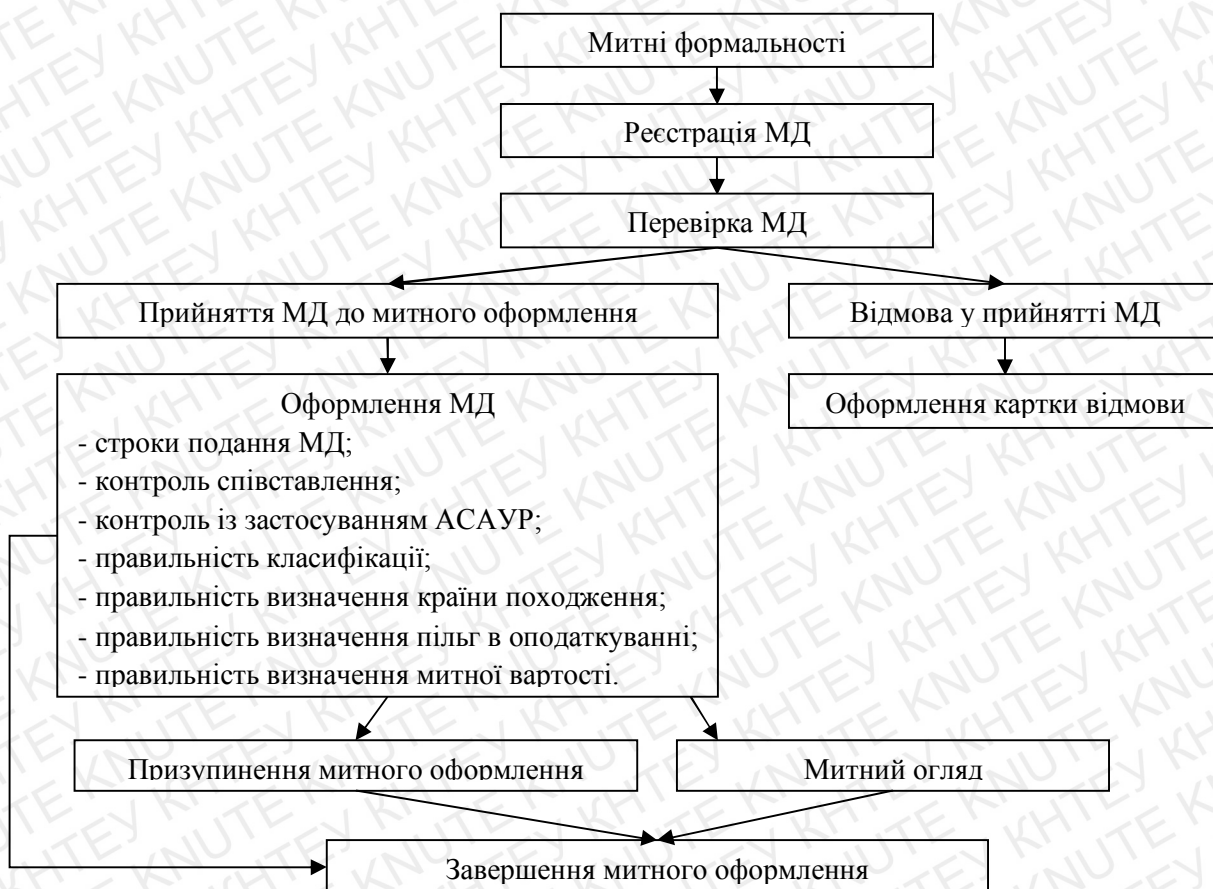 Митні формальності
Реєстрація МД
Перевірка МД
Прийняття МД до митного оформлення
Відмова у прийнятті МД
Оформлення МД
- строки подання МД;
- контроль співставлення;
- контроль із застосуванням АСАУР;
- правильність класифікації;
- правильність визначення країни походження;
- правильність визначення пільг в оподаткуванні;
- правильність визначення митної вартості.
Оформлення картки відмови
Призупинення митного оформлення
Митний огляд
Завершення митного оформлення